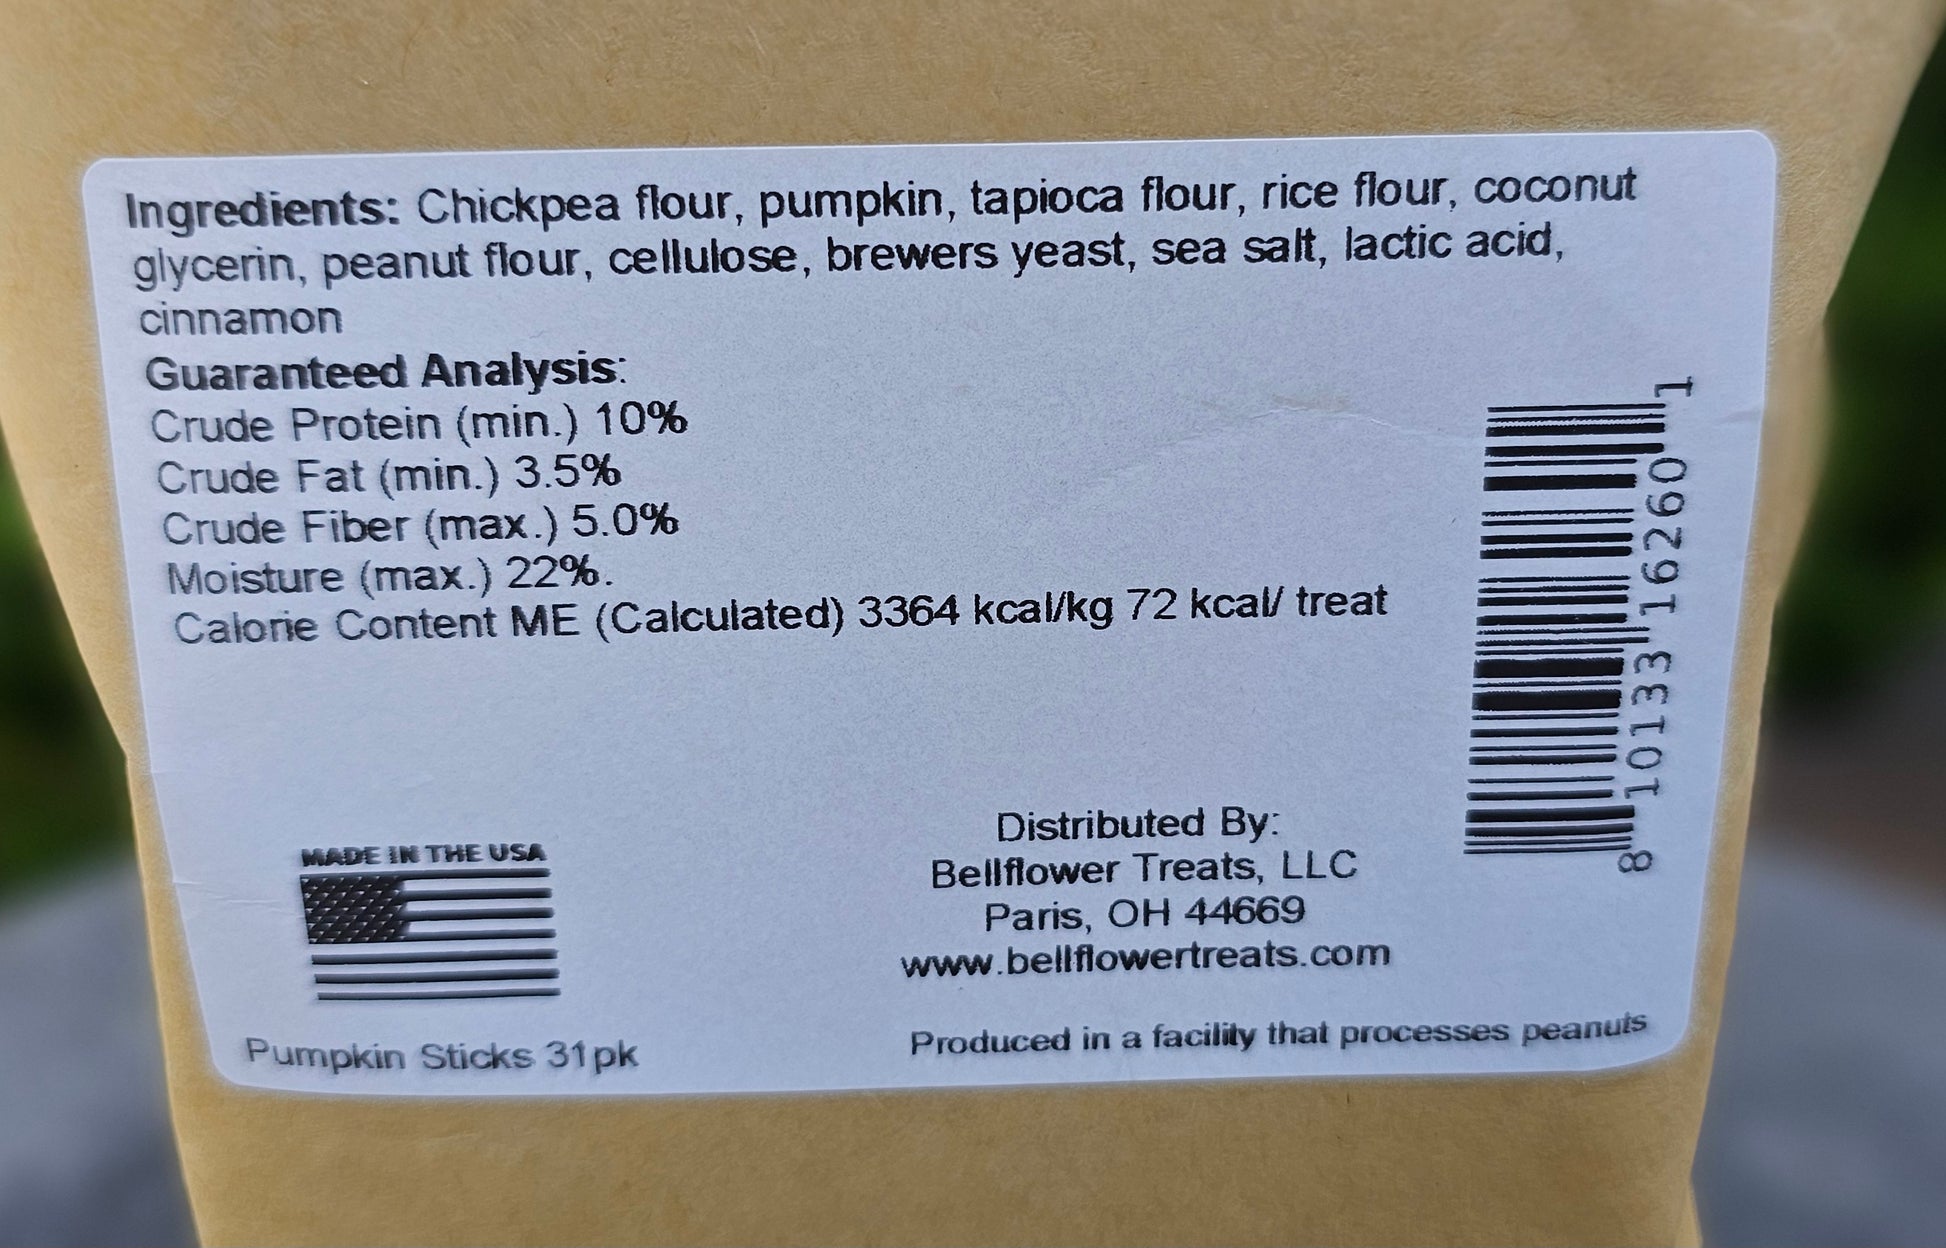 Ingredients: Chickpea flour, pumpkin, tapioca flour, rice flour, coconut
glycerin, peanut flour, cellulose, brewers yeast, sea salt, lactic acid,
cinnamon
Guaranteed Analysis:
Crude Protein (min.) 10%
Crude Fat (min.) 3.5%
Crude Fiber (max.) 5.0%
Moisture (max.) 22%.
Calorie Content ME (Calculated) 3364 kcal/kg 72 kcal/ treat
8 10133 16260 1
MADE IN THE USA
Distributed By:
Bellflower Treats, LLC
Paris, OH 44669
www.bellflowertreats.com
Pumpkin Sticks 31pk
Produced in a facility that processes peanuts